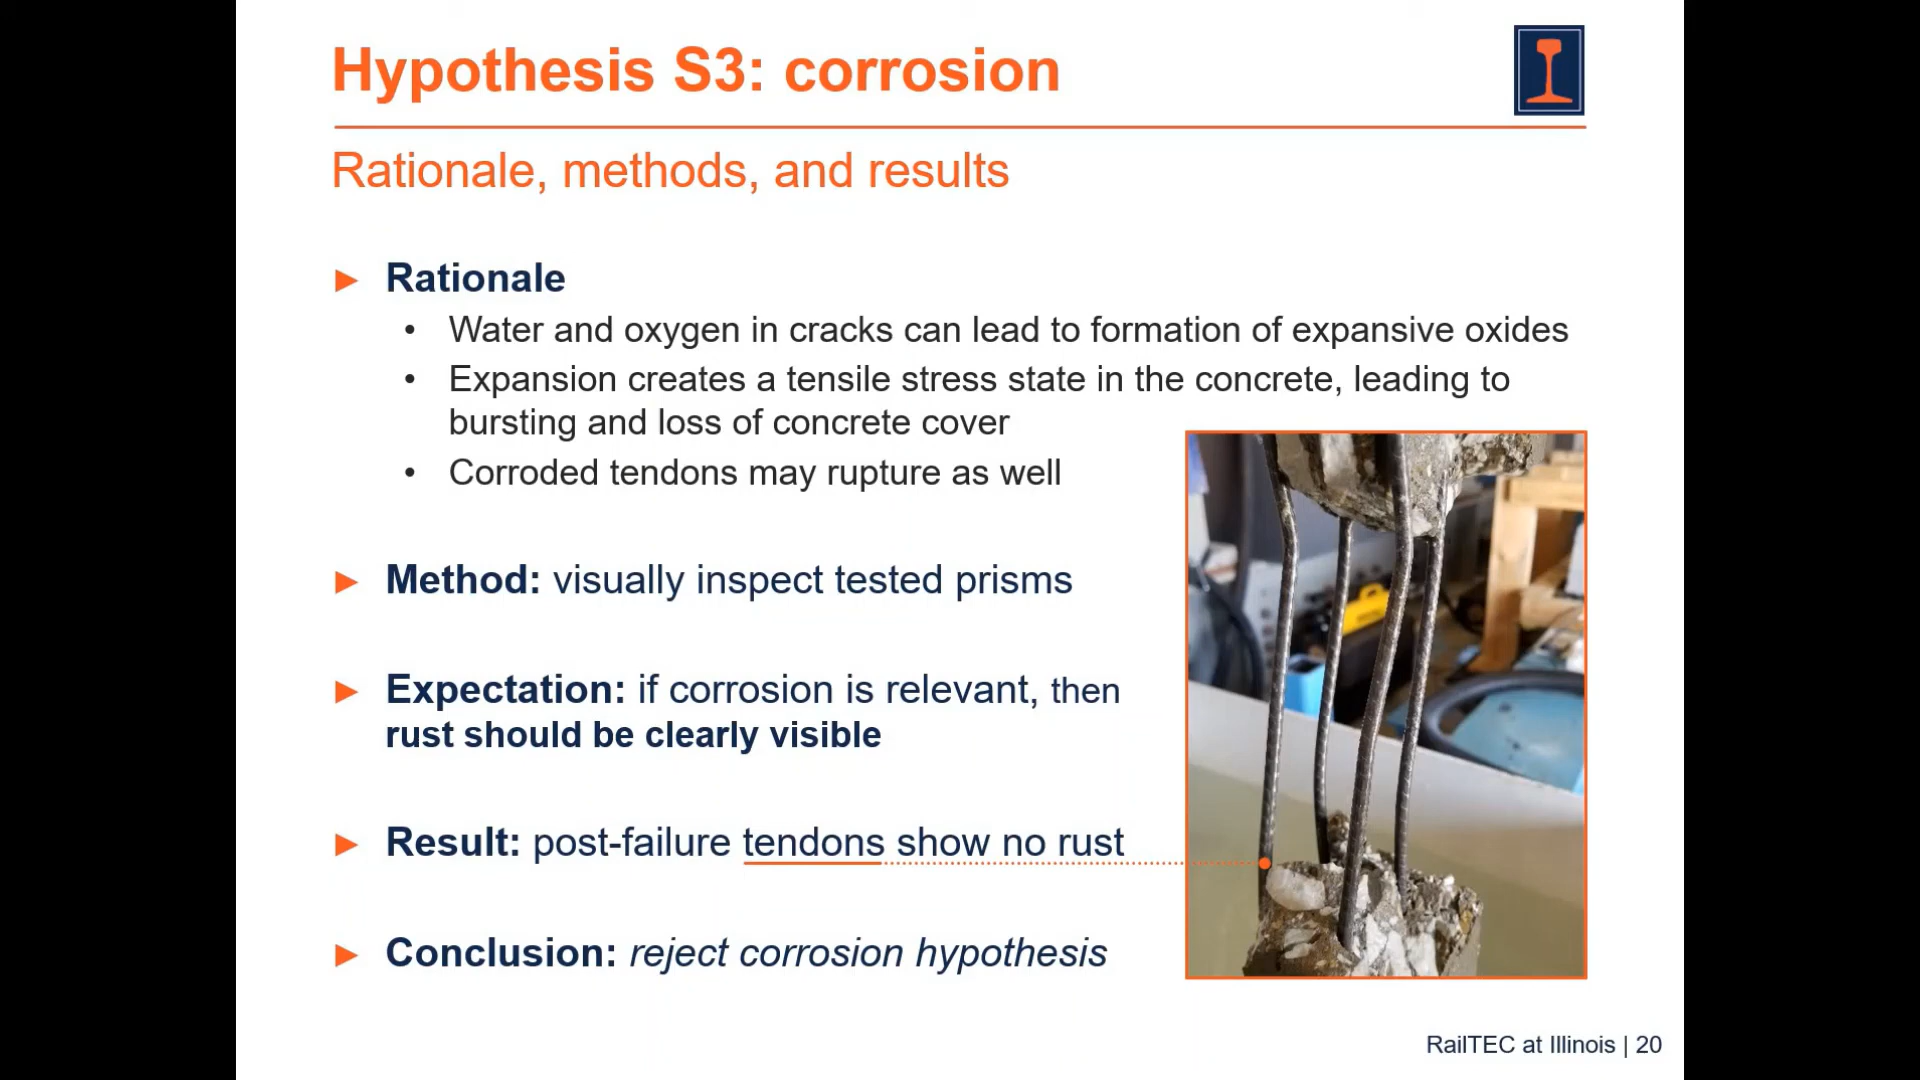 Hypothesis S3: corrosion
Rationale, methods, and results
► Rationale
• Water and oxygen in cracks can lead to formation of expansive oxides
• Expansion creates a tensile stress state in the concrete, leading to
bursting and loss of concrete cover
• Corroded tendons may rupture as well
► Method: visually inspect tested prisms
► Expectation: if corrosion is relevant, then
rust should be clearly visible
► Result: post-failure tendons show no rust
► Conclusion: reject corrosion hypothesis
RailTEC at Illinois | 20